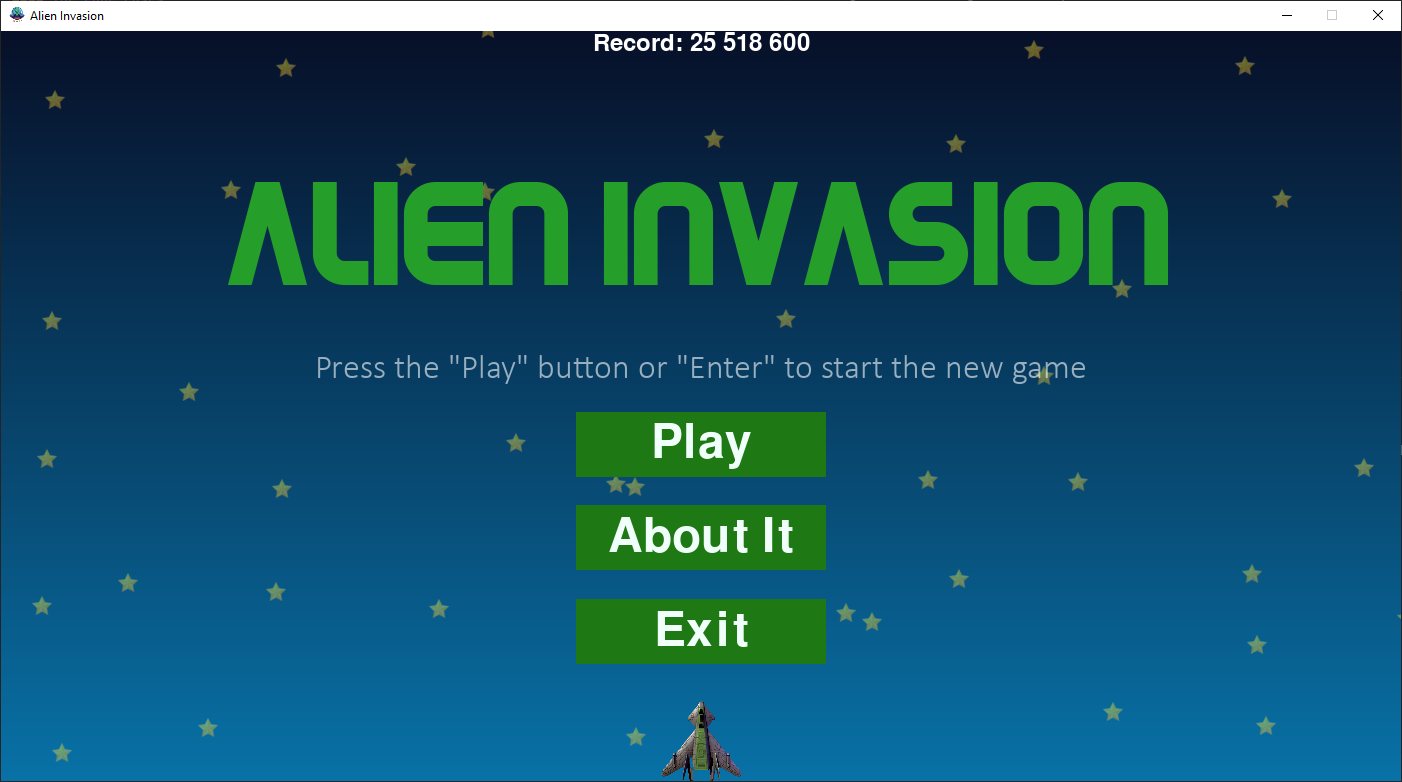 Alien Invasion
Record: 25 518 600
ALIEN INVASION
Press the "Play" button or "Enter" to start the new game
Play
About It
Exit